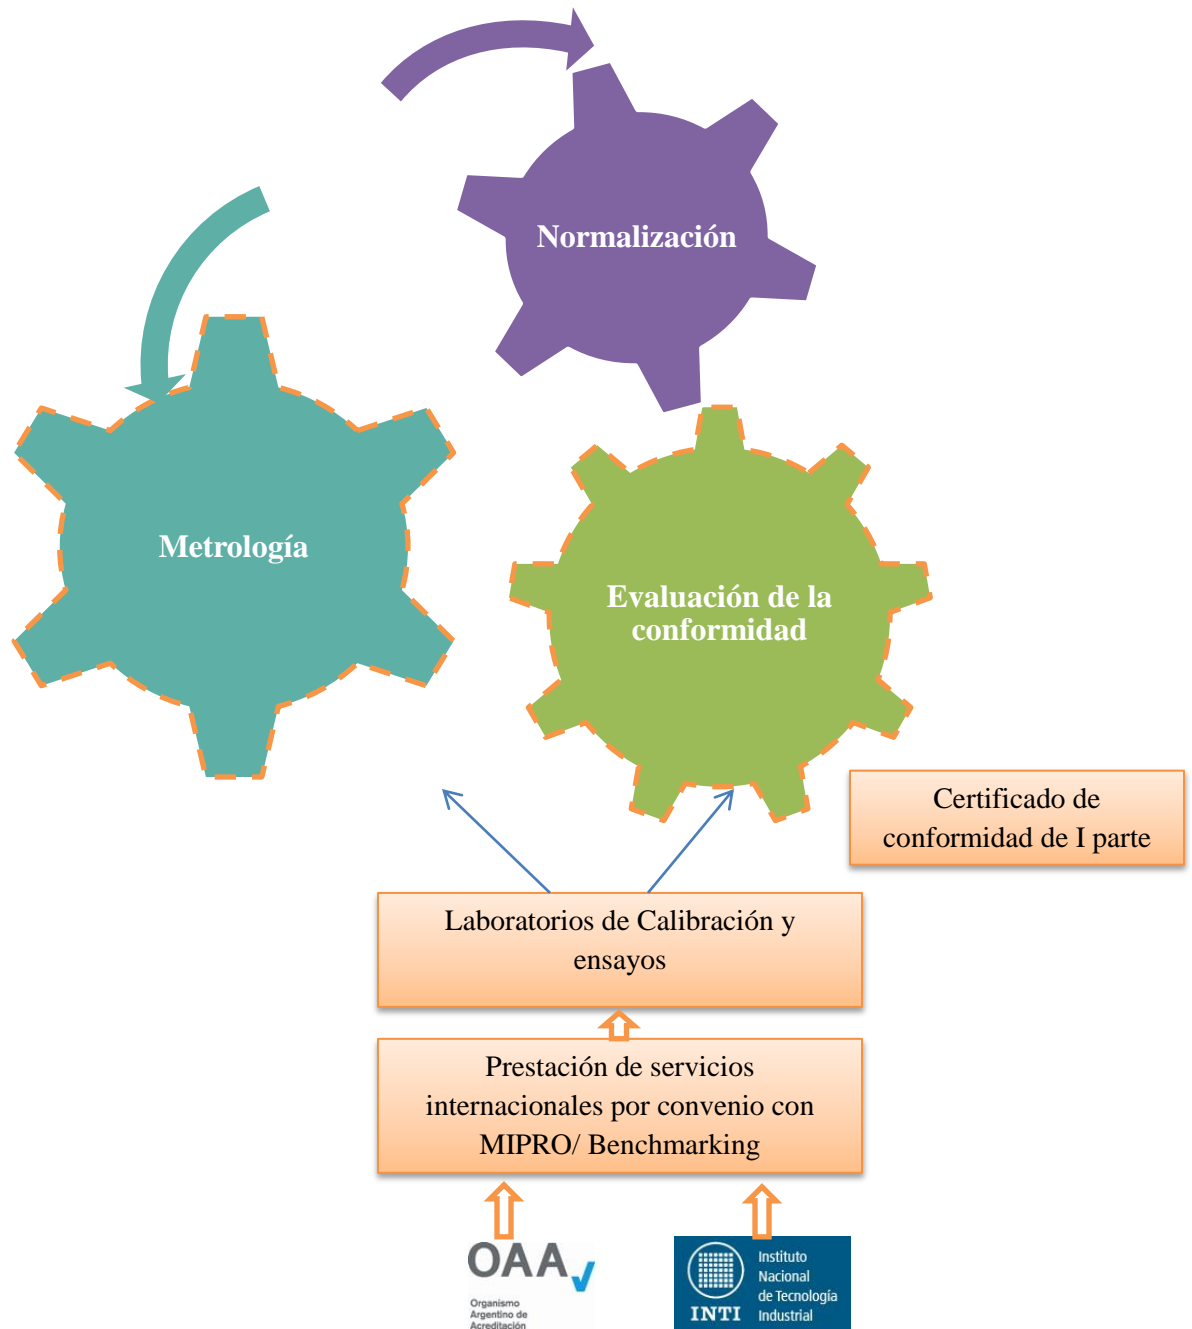 Normalización
Metrología
Evaluación de la
conformidad
Certificado de
conformidad de I parte
Laboratorios de Calibración y
ensayos
Prestación de servicios
internacionales por convenio con
MIPRO/ Benchmarking
OAA
Organismo
Argentino de
Acreditación
INTI
Instituto
Nacional
de Tecnología
Industrial